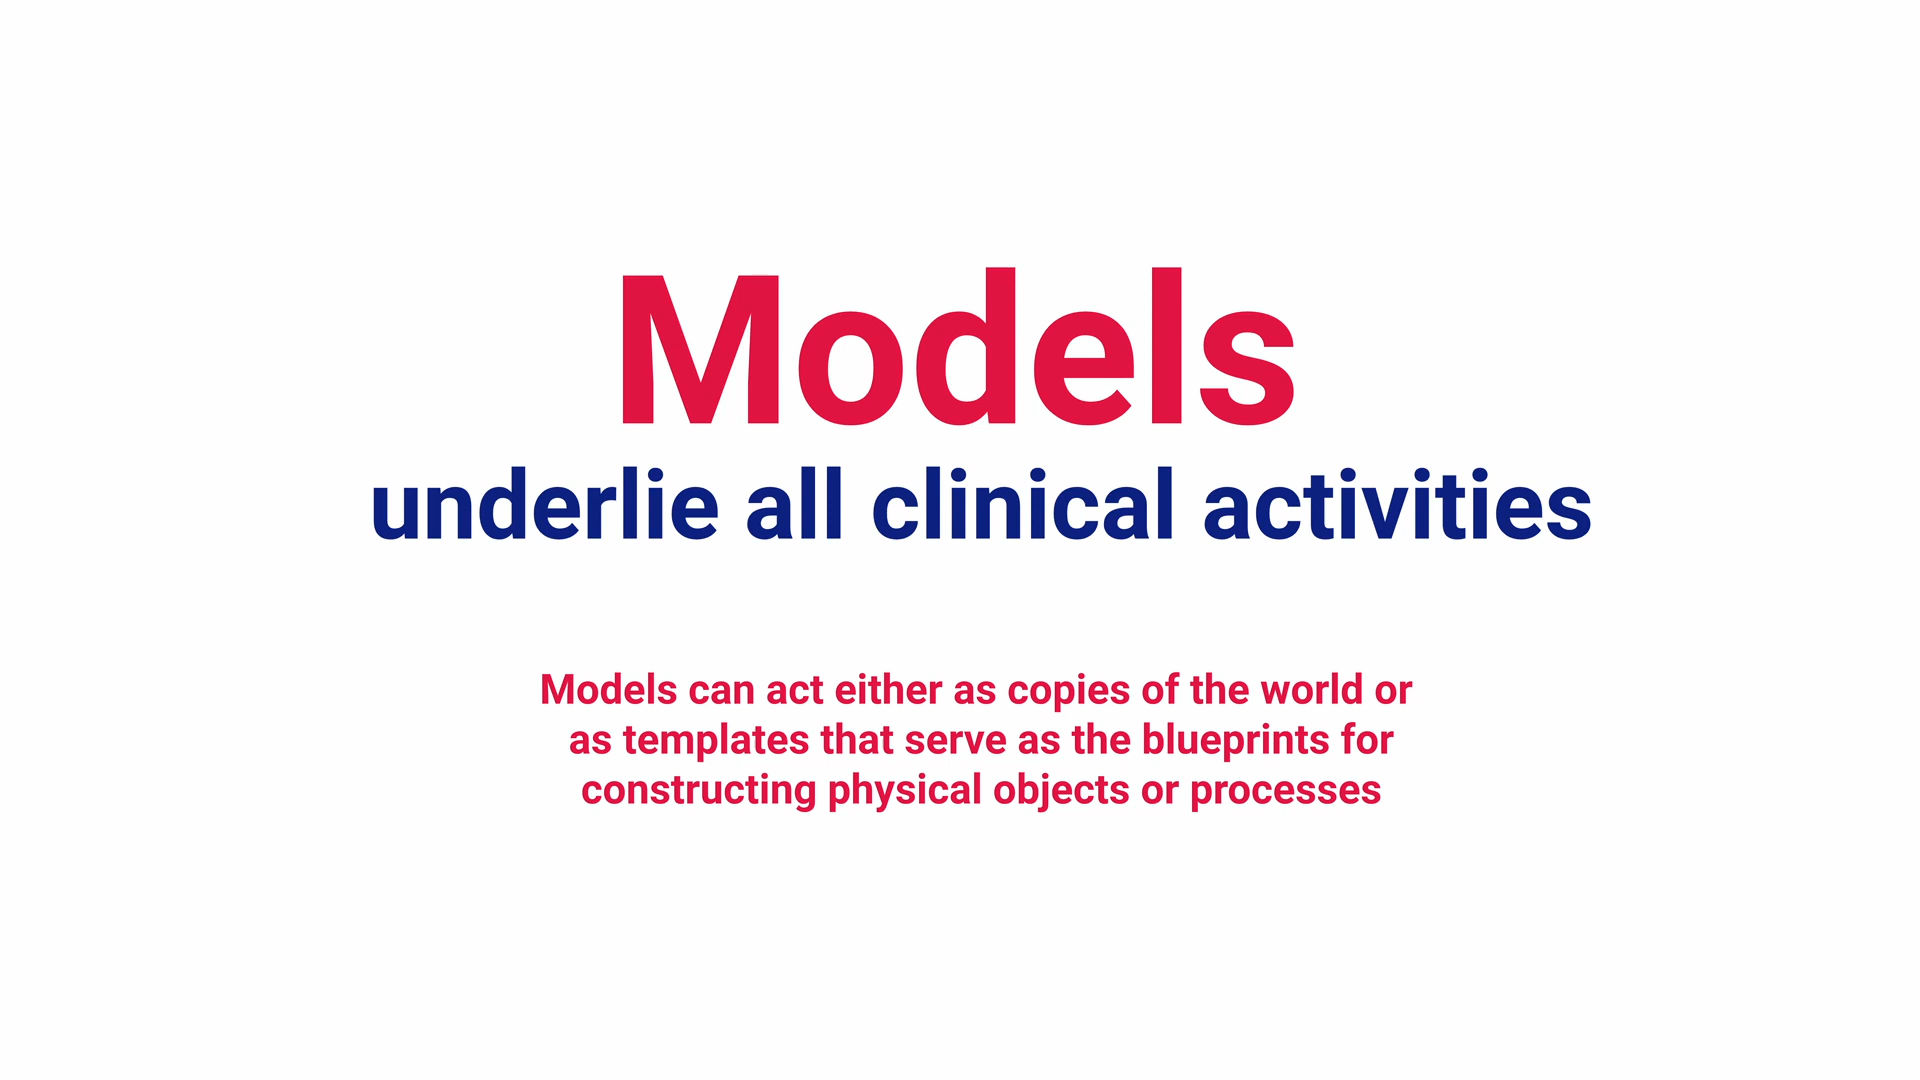 Models
underlie all clinical activities
Models can act either as copies of the world or
as templates that serve as the blueprints for
constructing physical objects or processes